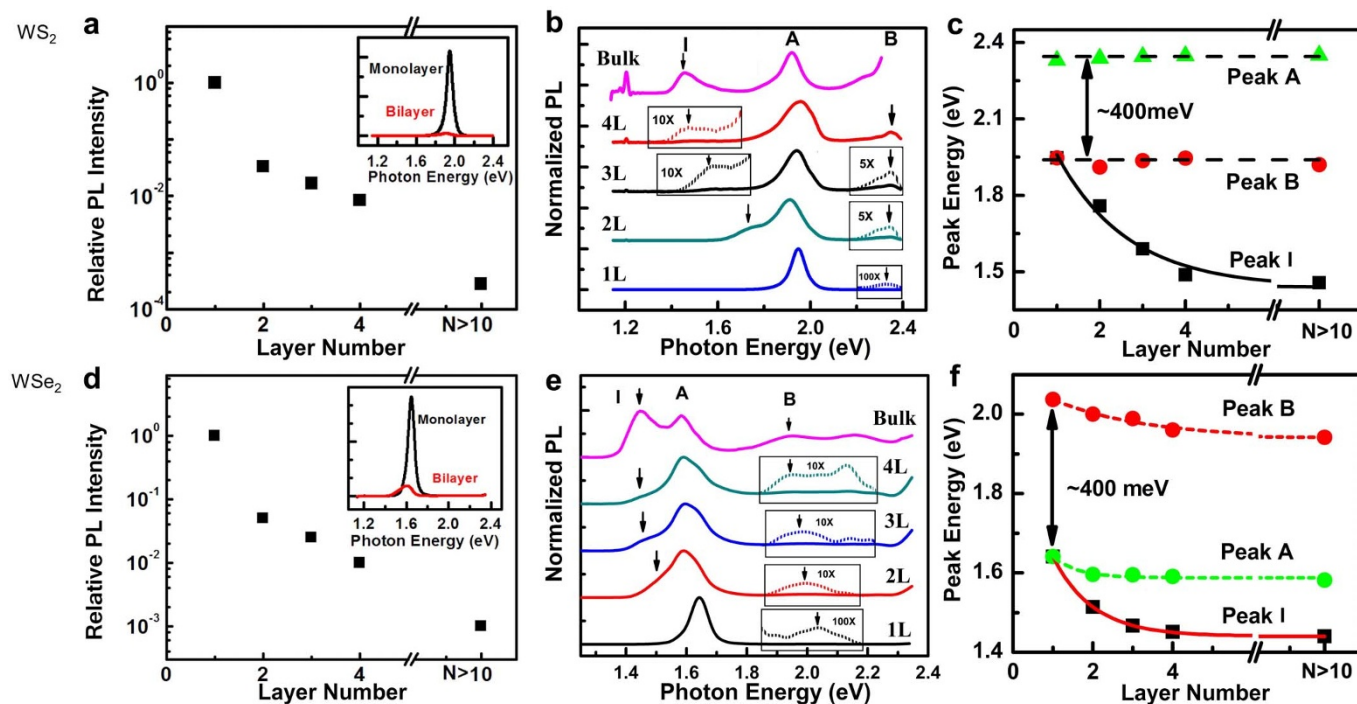 WS₂
a
Relative PL Intensity
10⁰
10⁻²
10⁻⁴
0
2
4
N>10
Layer Number
Monolayer
Bilayer
1.2 1.6 2.0 2.4
Photon Energy (eV)
b
Normalized PL
I
A
B
Bulk
4L
10X
3L
10X
5X
2L
5X
1L
100X
1.2 1.6 2.0 2.4
Photon Energy (eV)
c
Peak Energy (eV)
2.4
2.1
1.8
1.5
Peak A
~400meV
Peak B
Peak I
0
2
4
N>10
Layer Number
WSe₂
d
Relative PL Intensity
10⁰
10⁻¹
10⁻²
10⁻³
0
2
4
N>10
Layer Number
Monolayer
Bilayer
1.2 1.6 2.0 2.4
Photon Energy (eV)
e
Normalized PL
I
A
B
Bulk
4L
10X
3L
10X
2L
10X
1L
100X
1.4 1.6 1.8 2.0 2.2 2.4
Photon Energy (eV)
f
Peak Energy (eV)
2.0
1.8
1.6
1.4
Peak B
~400 meV
Peak A
Peak I
0
2
4
N>10
Layer Number